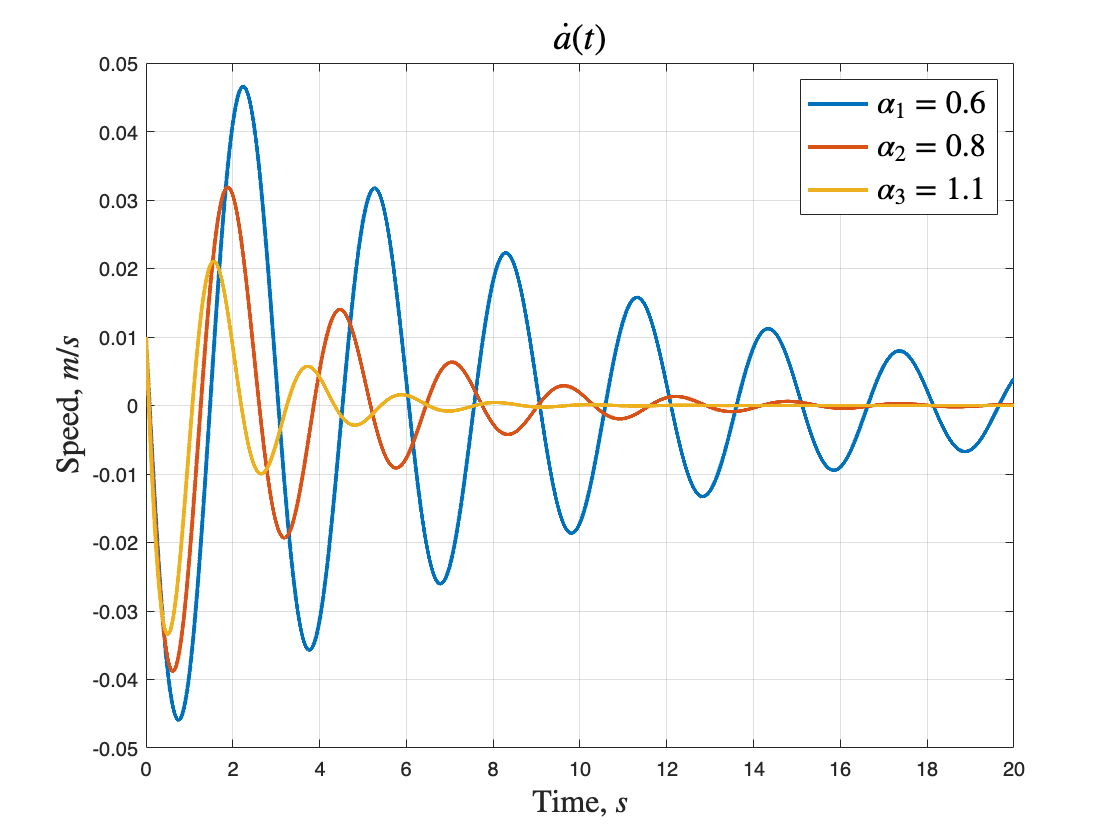 ȧ(t)
α₁ = 0.6
α₂ = 0.8
α₃ = 1.1
0.05
0.04
0.03
0.02
0.01
0
-0.01
-0.02
-0.03
-0.04
-0.05
Speed, m/s
0 2 4 6 8 10 12 14 16 18 20
Time, s